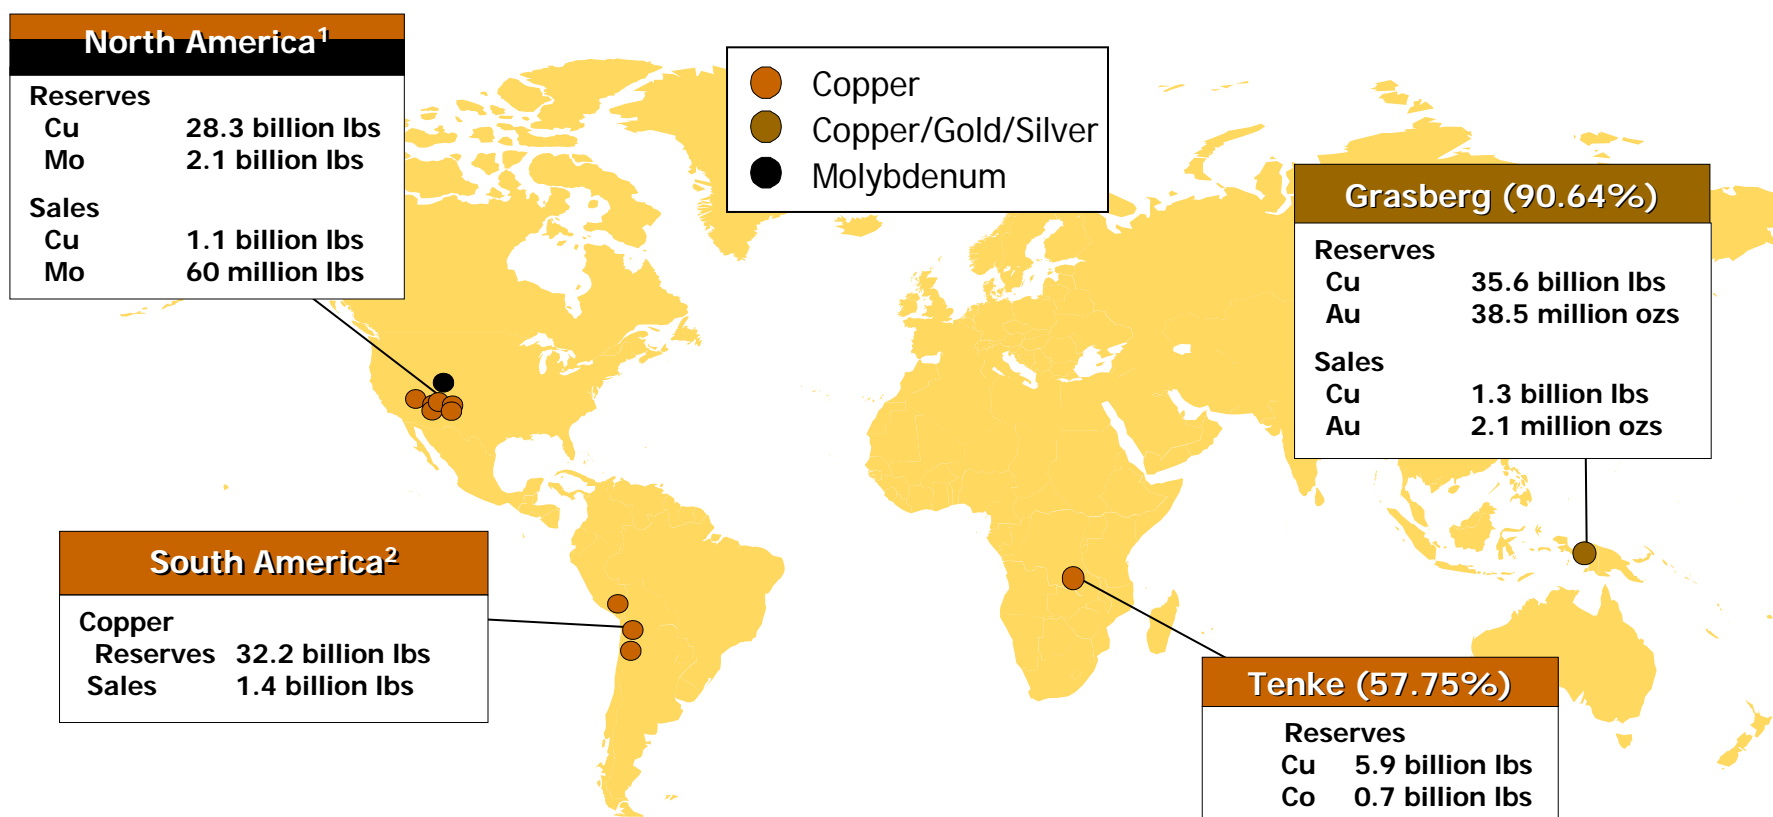 North America¹
Reserves
Cu 28.3 billion lbs
Mo 2.1 billion lbs
Sales
Cu 1.1 billion lbs
Mo 60 million lbs
Copper
Copper/Gold/Silver
Molybdenum
Grasberg (90.64%)
Reserves
Cu 35.6 billion lbs
Au 38.5 million ozs
Sales
Cu 1.3 billion lbs
Au 2.1 million ozs
South America²
Copper
Reserves 32.2 billion lbs
Sales 1.4 billion lbs
Tenke (57.75%)
Reserves
Cu 5.9 billion lbs
Co 0.7 billion lbs